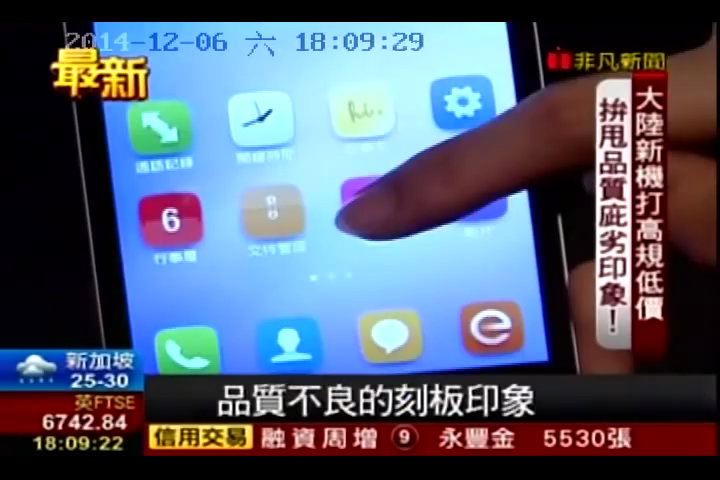 2014-12-06 六 18:09:29
最新
非凡新聞
大陸新機打高規低價
拚甩品質庛劣印象!
通話記錄
6
行事曆
文件管理
新加坡
25-30
英FTSE
6742.84
18:09:22
品質不良的刻板印象
信用交易 融資周增 9 永豐金 5530張